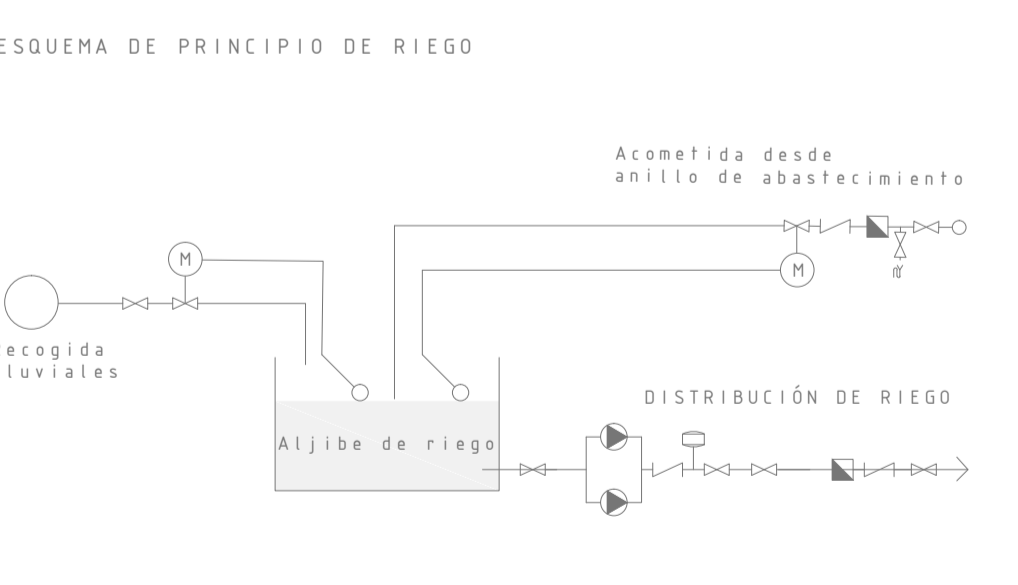 ESQUEMA DE PRINCIPIO DE RIEGO
Acometida desde
anillo de abastecimiento
M
M
ecogida
luviales
DISTRIBUCIÓN DE RIEGO
Aljibe de riego